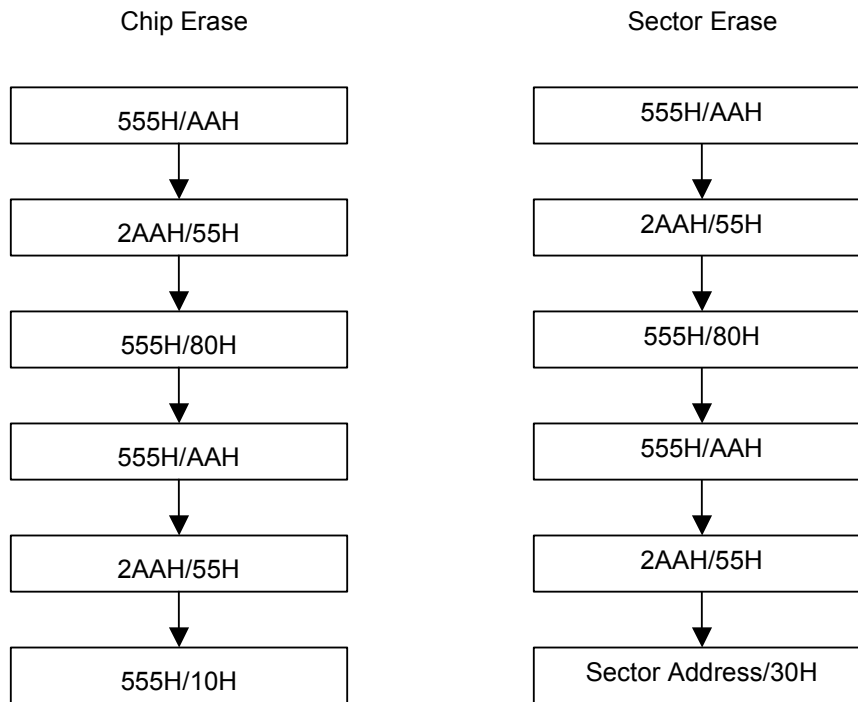 Chip Erase
555H/AAH
2AAH/55H
555H/80H
555H/AAH
2AAH/55H
555H/10H
Sector Erase
555H/AAH
2AAH/55H
555H/80H
555H/AAH
2AAH/55H
Sector Address/30H